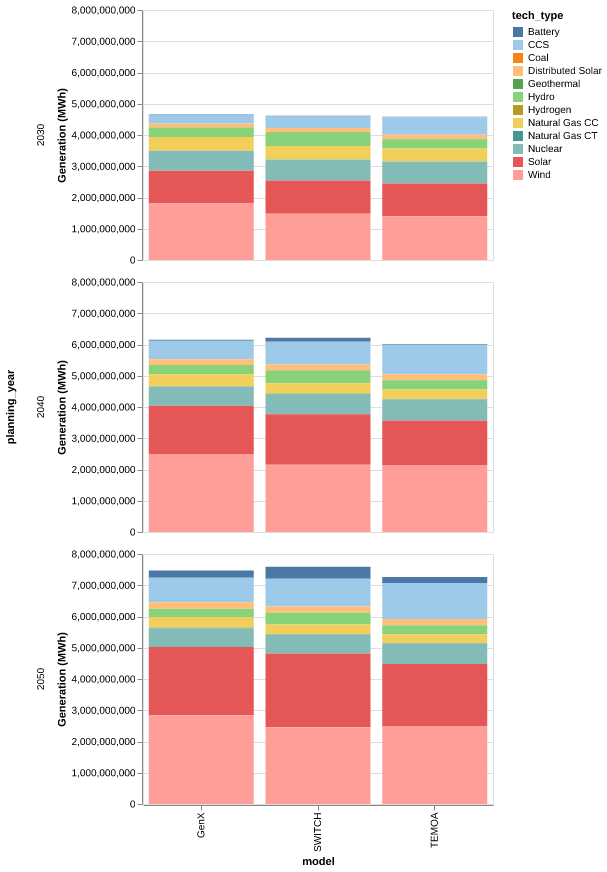 tech_type
Battery
CCS
Coal
Distributed Solar
Geothermal
Hydro
Hydrogen
Natural Gas CC
Natural Gas CT
Nuclear
Solar
Wind
planning_year
2030
Generation (MWh)
8,000,000,000
7,000,000,000
6,000,000,000
5,000,000,000
4,000,000,000
3,000,000,000
2,000,000,000
1,000,000,000
0
2040
Generation (MWh)
8,000,000,000
7,000,000,000
6,000,000,000
5,000,000,000
4,000,000,000
3,000,000,000
2,000,000,000
1,000,000,000
0
2050
Generation (MWh)
8,000,000,000
7,000,000,000
6,000,000,000
5,000,000,000
4,000,000,000
3,000,000,000
2,000,000,000
1,000,000,000
0
GenX
SWITCH
TEMOA
model